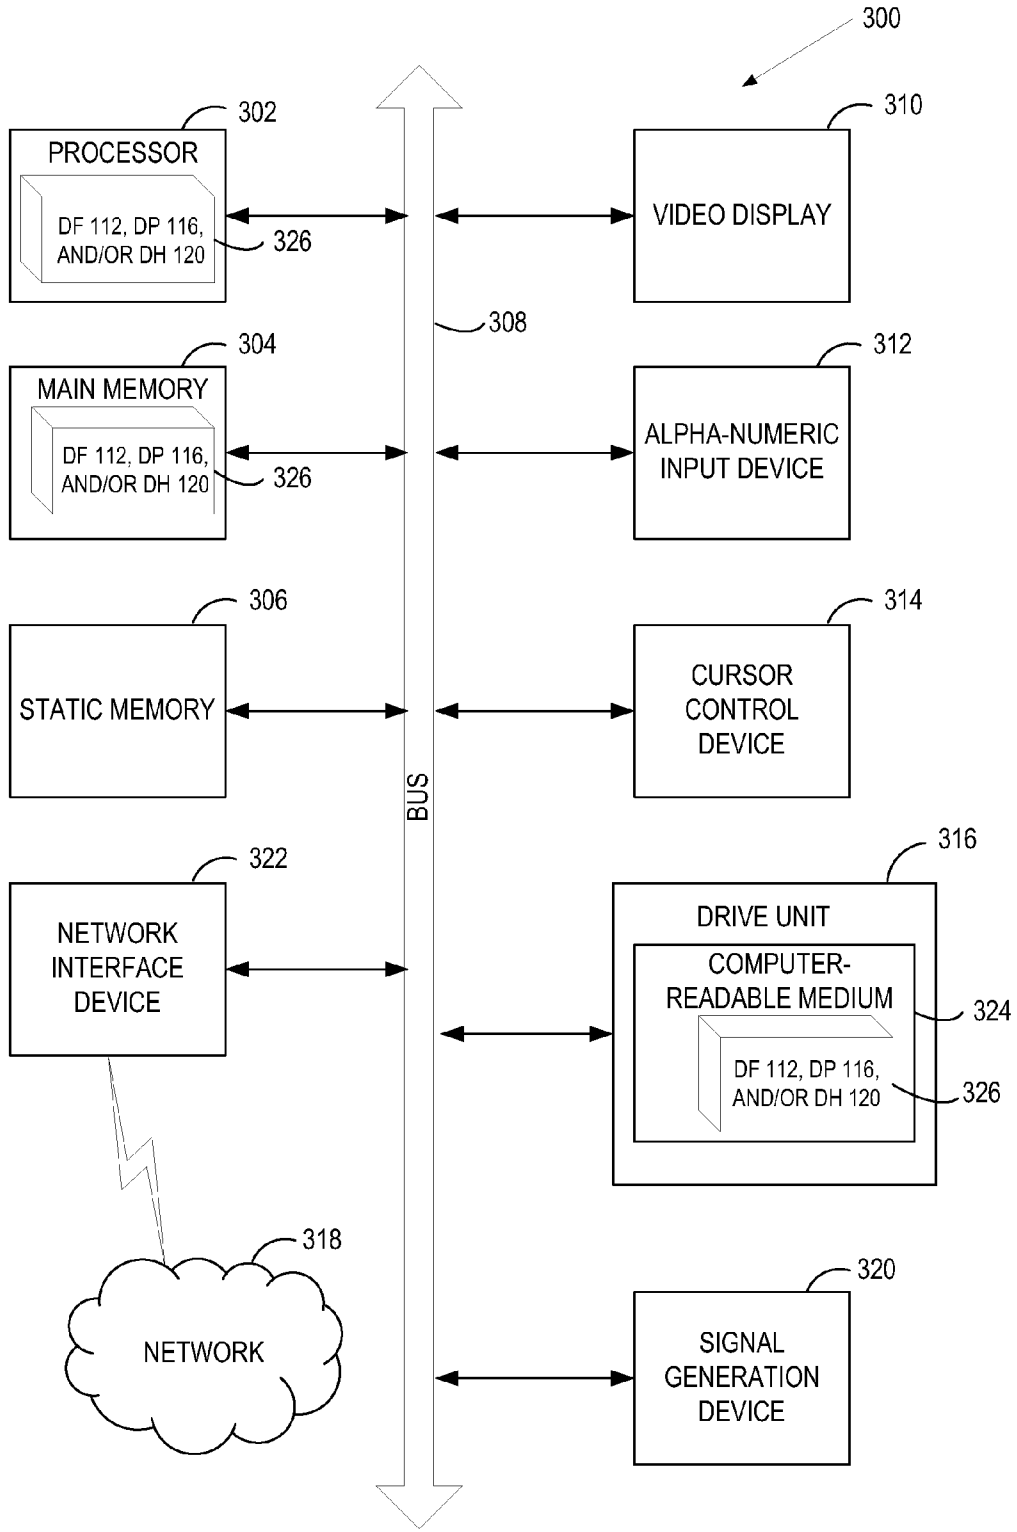 300
302
PROCESSOR
DF 112, DP 116,
AND/OR DH 120
326
310
VIDEO DISPLAY
308
304
MAIN MEMORY
DF 112, DP 116,
AND/OR DH 120
326
312
ALPHA-NUMERIC
INPUT DEVICE
306
STATIC MEMORY
314
CURSOR
CONTROL
DEVICE
BUS
322
NETWORK
INTERFACE
DEVICE
316
DRIVE UNIT
COMPUTER-
READABLE MEDIUM
324
DF 112, DP 116,
AND/OR DH 120
326
318
NETWORK
320
SIGNAL
GENERATION
DEVICE